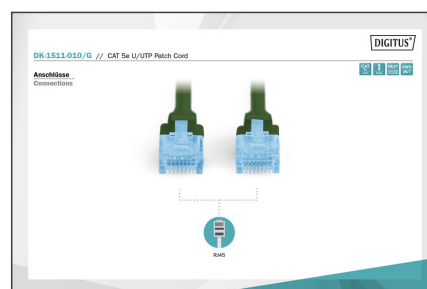 DIGITUS®
DK-1511-010/G // CAT 5e U/UTP Patch Cord
Anschlüsse
Connections
RJ45